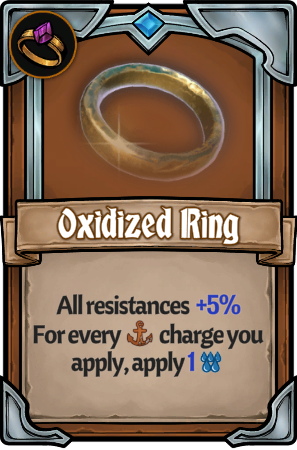 Oxidized Ring
All resistances +5%
For every charge you
apply, apply 1